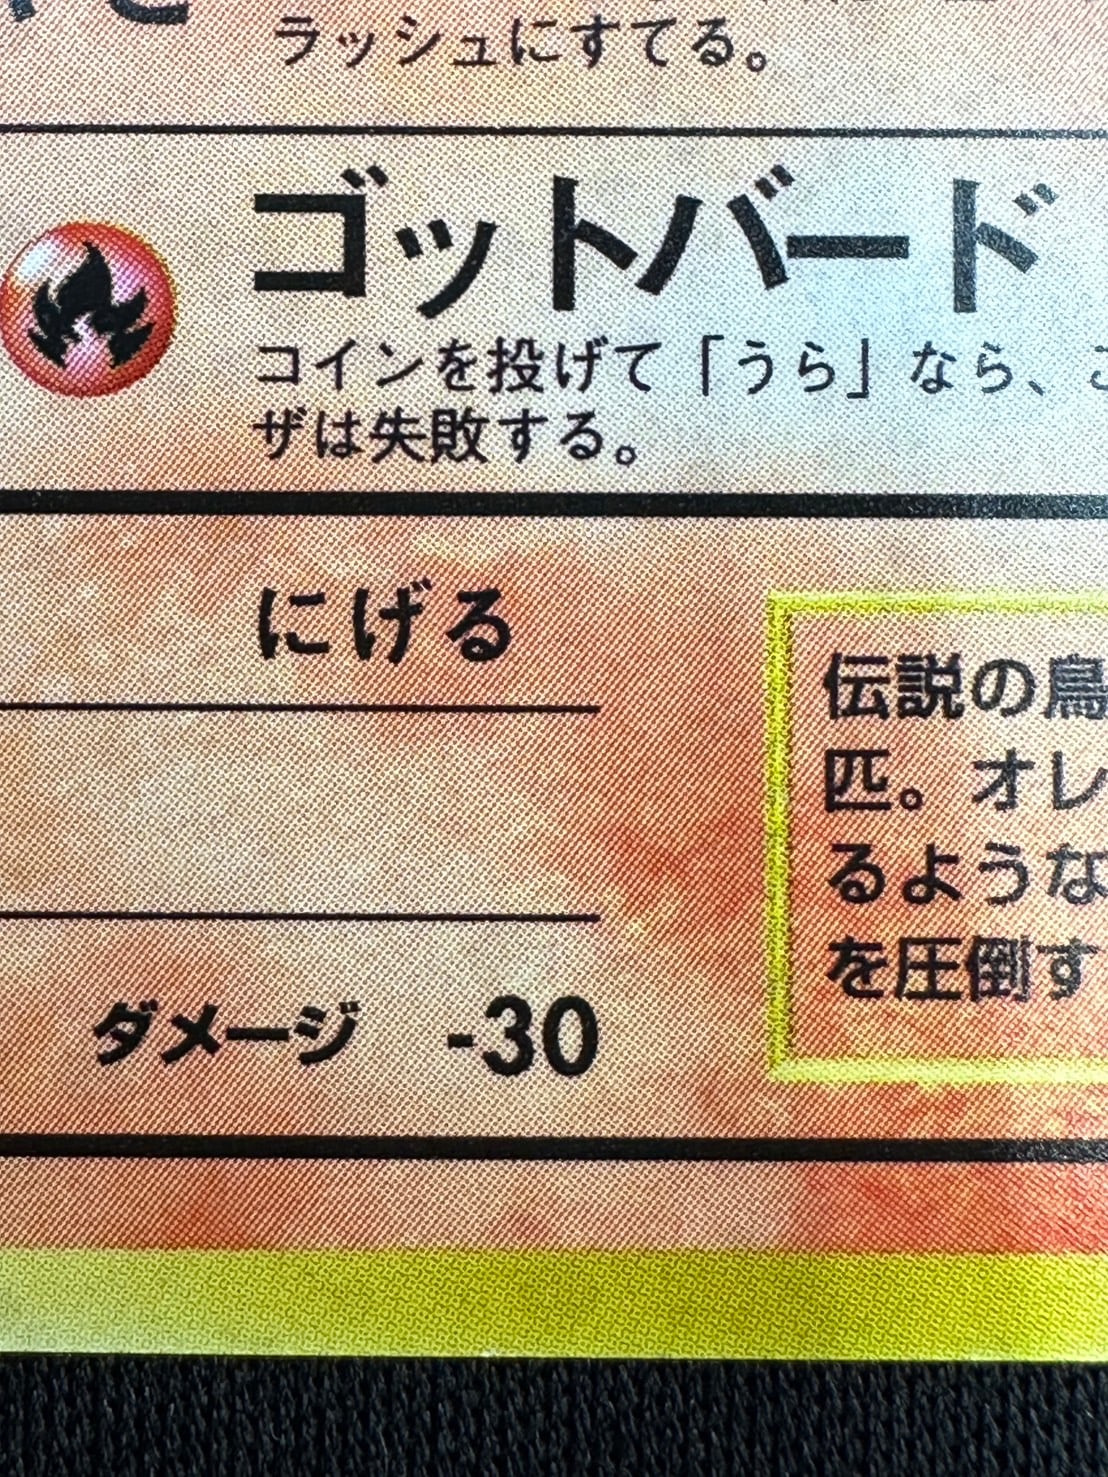 ラッシュにすてる。
ゴットバード
コインを投げて「うら」なら、こ
ザは失敗する。
にげる
伝説の鳥
匹。オレ
るような
を圧倒す
ダメージ -30